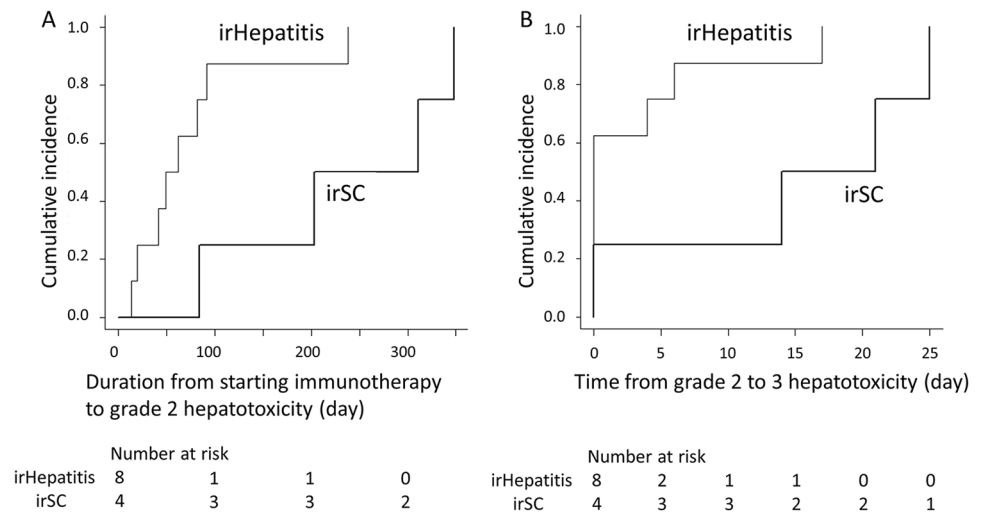 A
1.0
0.8
0.6
0.4
0.2
0.0
Cumulative incidence
irHepatitis
irSC
0 100 200 300
Duration from starting immunotherapy
to grade 2 hepatotoxicity (day)
Number at risk
irHepatitis 8 1 1 0
irSC 4 3 3 2
B
1.0
0.8
0.6
0.4
0.2
0.0
Cumulative incidence
irHepatitis
irSC
0 5 10 15 20 25
Time from grade 2 to 3 hepatotoxicity (day)
Number at risk
irHepatitis 8 2 1 1 0 0
irSC 4 3 3 2 2 1